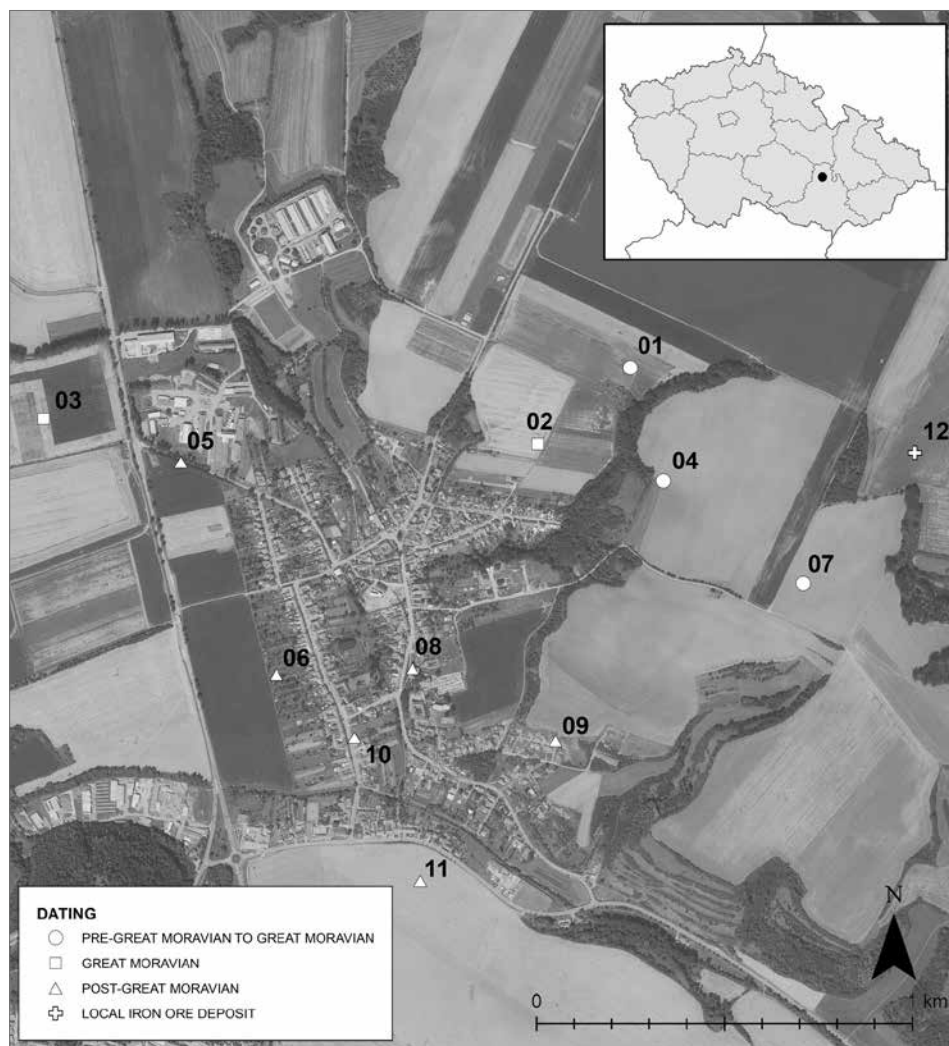 01
03
02
12
05
04
07
06
08
09
10
11
N
DATING
PRE-GREAT MORAVIAN TO GREAT MORAVIAN
GREAT MORAVIAN
POST-GREAT MORAVIAN
LOCAL IRON ORE DEPOSIT
0 1 km